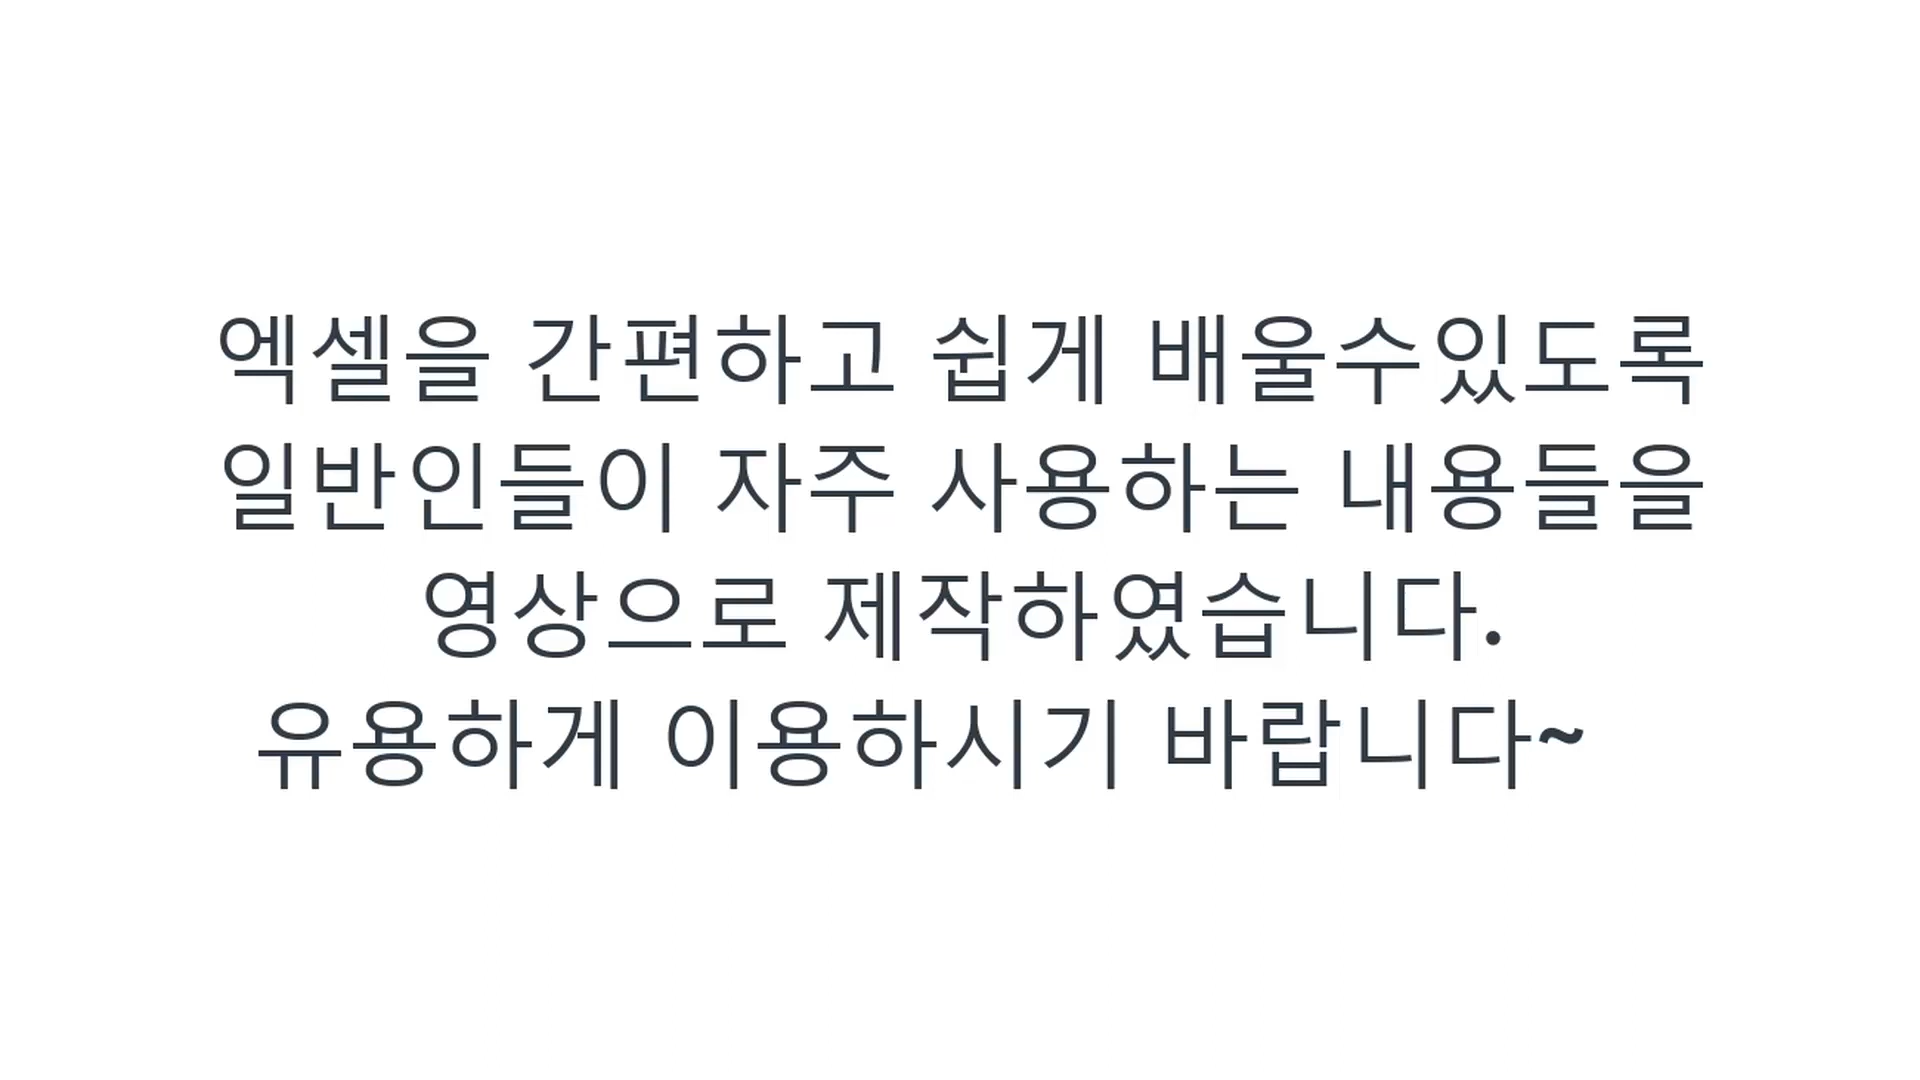 엑셀을 간편하고 쉽게 배울수있도록
일반인들이 자주 사용하는 내용들을
영상으로 제작하였습니다.
유용하게 이용하시기 바랍니다~